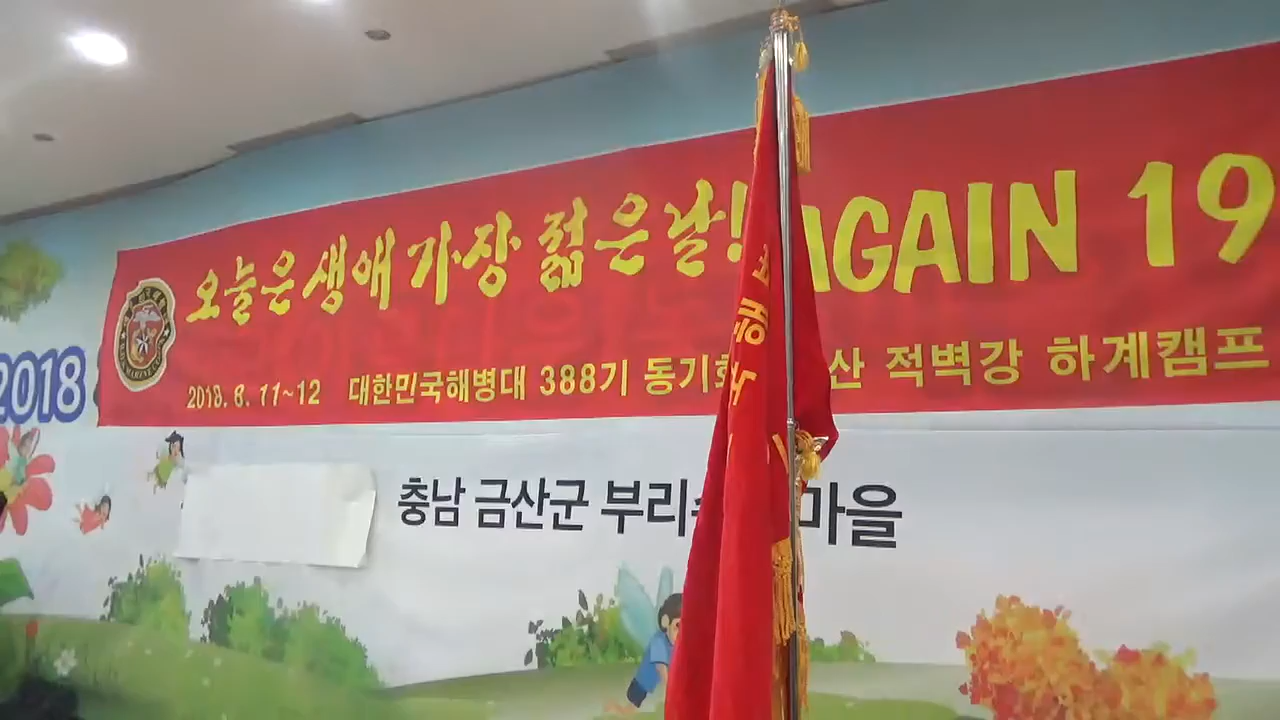 오늘은 생애 가장 젊은 날! AGAIN 19
2018
2018. 8. 11~12 대한민국해병대 388기 동기회 산 적벽강 하계캠프
충남 금산군 부리 마을